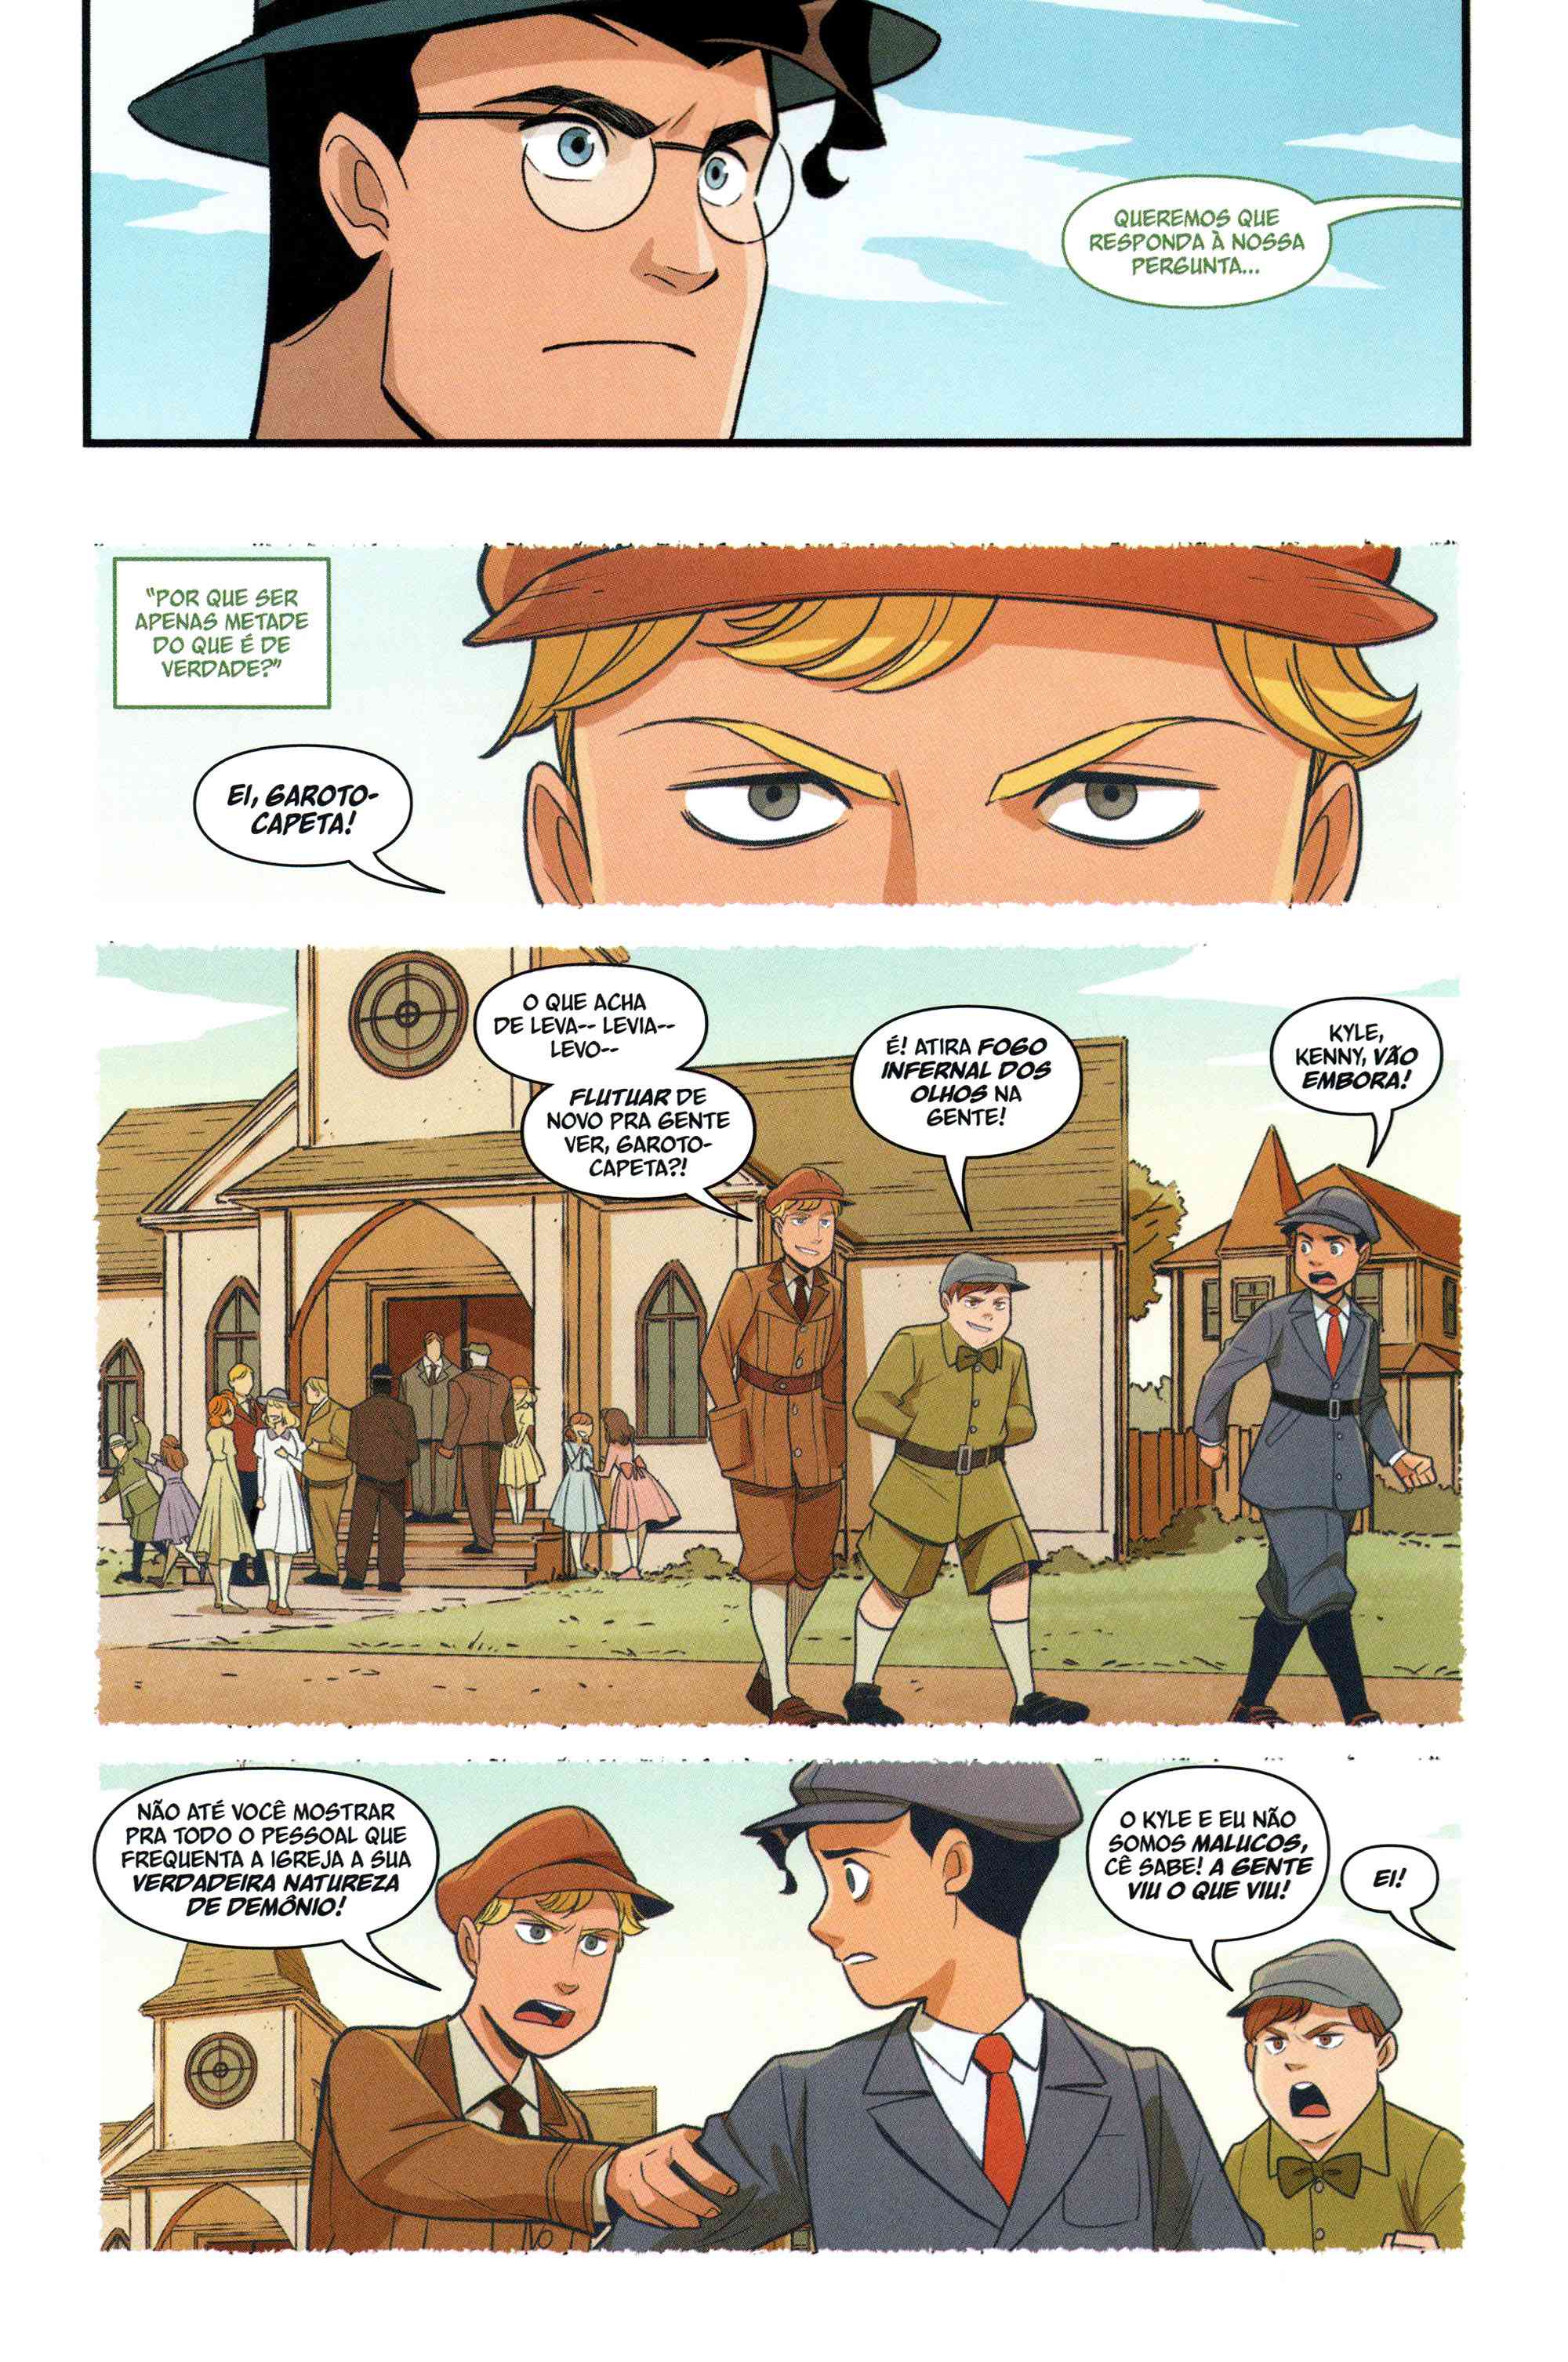 QUEREMOS QUE
RESPONDA À NOSSA
PERGUNTA...
"POR QUE SER
APENAS METADE
DO QUE É DE
VERDADE?"
EI, GAROTO-
CAPETA!
O QUE ACHA
DE LEVA-- LEVIA--
LEVO--
FLUTUAR DE
NOVO PRA GENTE
VER, GAROTO-
CAPETA?!
É! ATIRA FOGO
INFERNAL DOS
OLHOS NA
GENTE!
KYLE,
KENNY, VÃO
EMBORA!
NÃO ATÉ VOCÊ MOSTRAR
PRA TODO O PESSOAL QUE
FREQUENTA A IGREJA A SUA
VERDADEIRA NATUREZA
DE DEMÔNIO!
O KYLE E EU NÃO
SOMOS MALUCOS,
CÊ SABE! A GENTE
VIU O QUE VIU!
EI!